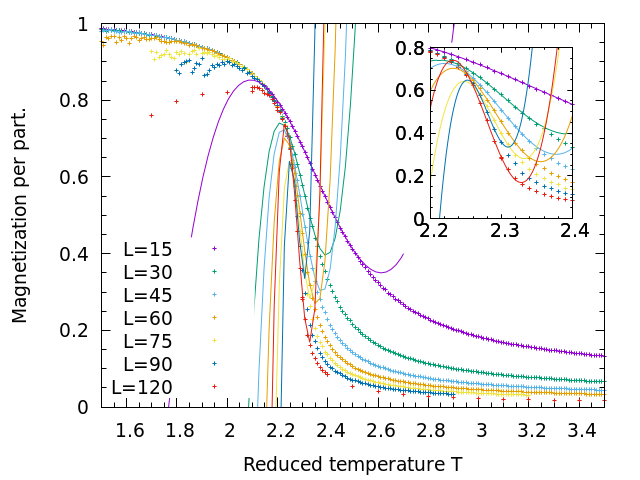 1
0.8
0.6
0.4
0.2
0
Magnetization per part.
L=15
L=30
L=45
L=60
L=75
L=90
L=120
0.8
0.6
0.4
0.2
0
2.2 2.3 2.4
1.6 1.8 2 2.2 2.4 2.6 2.8 3 3.2 3.4
Reduced temperature T